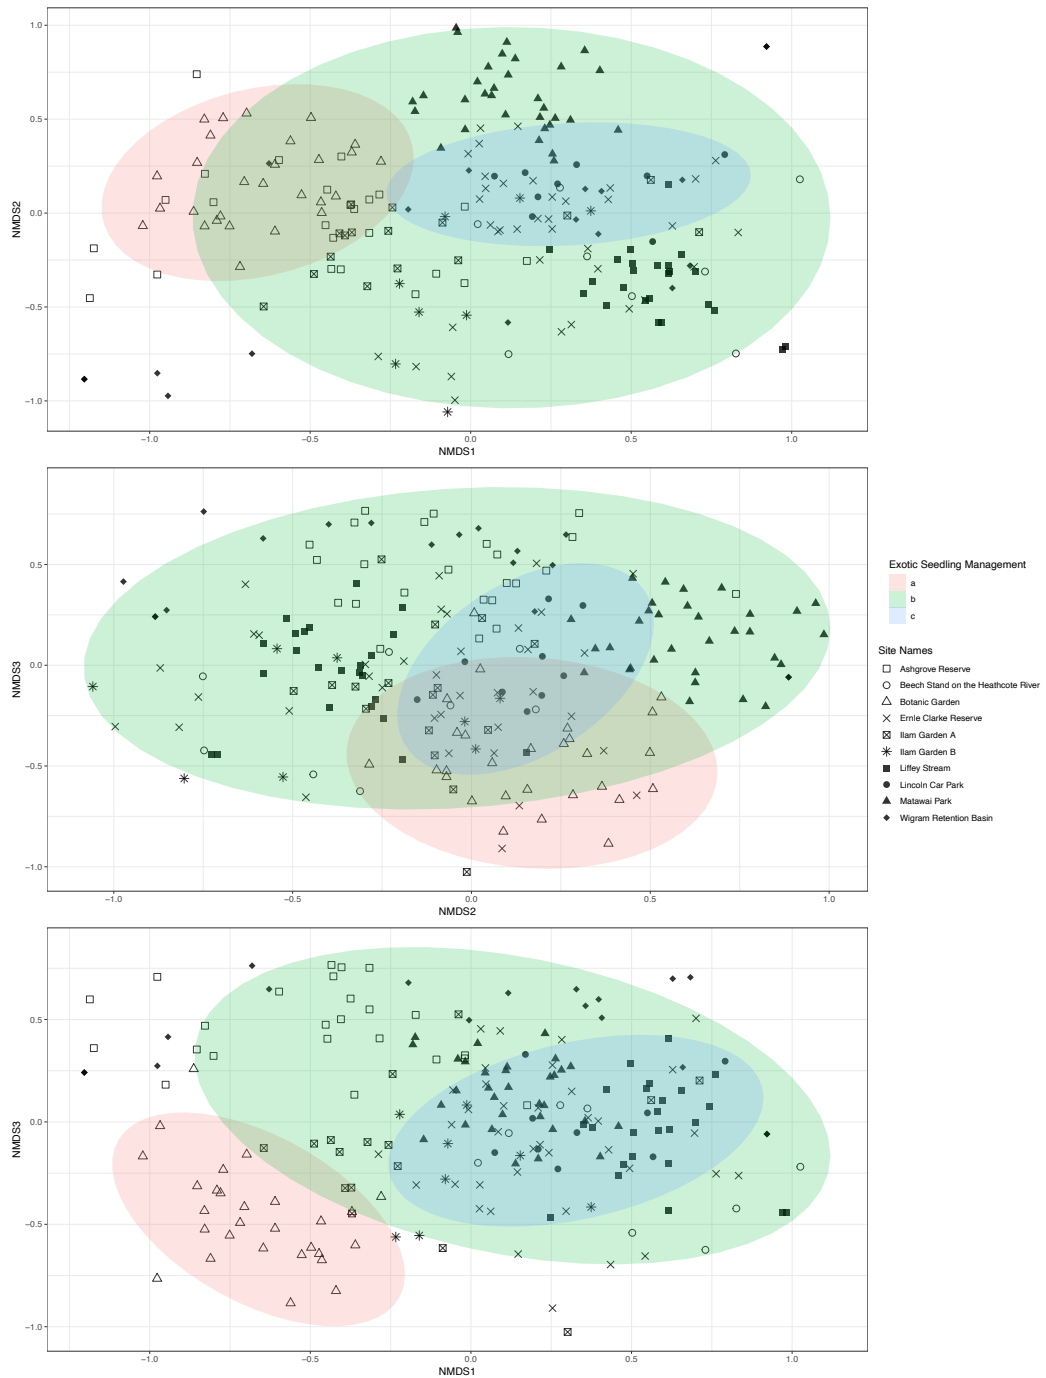 1.0
0.5
0.0
−0.5
−1.0
NMDS2
−1.0 −0.5 0.0 0.5 1.0
NMDS1
0.5
0.0
−0.5
−1.0
NMDS3
−1.0 −0.5 0.0 0.5 1.0
NMDS2
Exotic Seedling Management
a
b
c
Site Names
Ashgrove Reserve
Beech Stand on the Heathcote River
Botanic Garden
Ernle Clarke Reserve
Ilam Garden A
Ilam Garden B
Liffey Stream
Lincoln Car Park
Matawai Park
Wigram Retention Basin
0.5
0.0
−0.5
−1.0
NMDS3
−1.0 −0.5 0.0 0.5 1.0
NMDS1